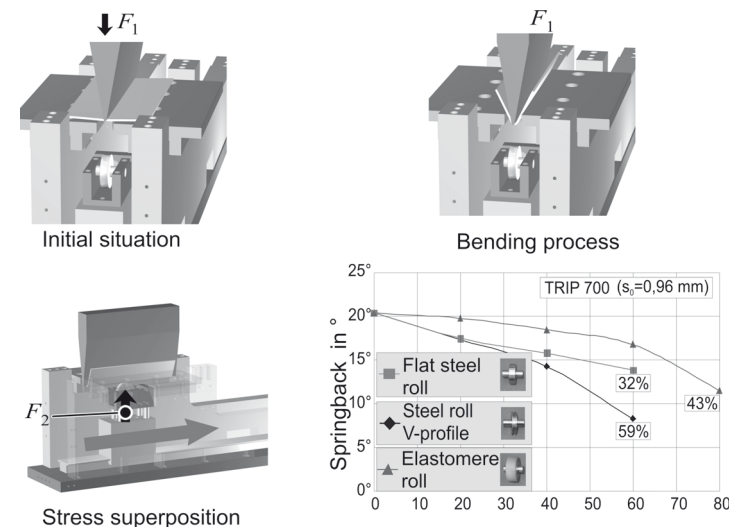 F1
Initial situation
F1
Bending process
F2
Stress superposition
25°
20°
15°
10°
5°
0°
Springback in °
TRIP 700 (s0=0,96 mm)
Flat steel
roll
Steel roll
V-profile
Elastomere
roll
32%
59%
43%
0 10 20 30 40 50 60 70 80